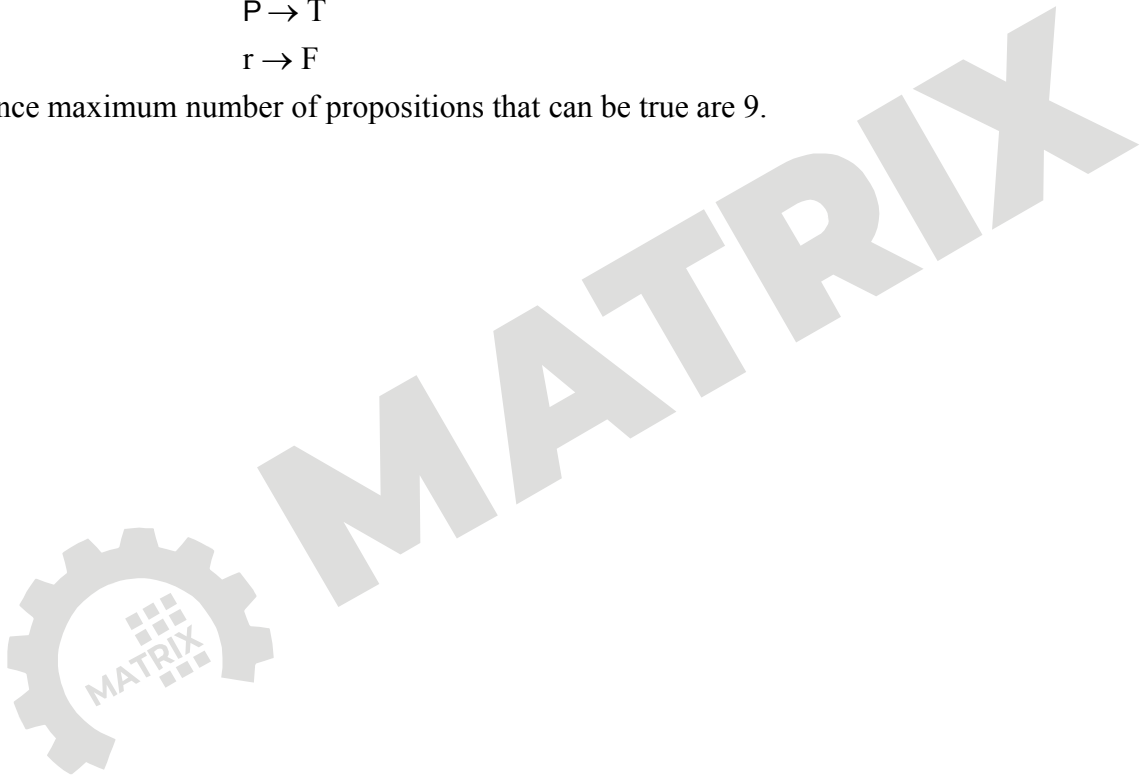 P → T
r → F
nce maximum number of propositions that can be true are 9.
MATRIX
MATRIX